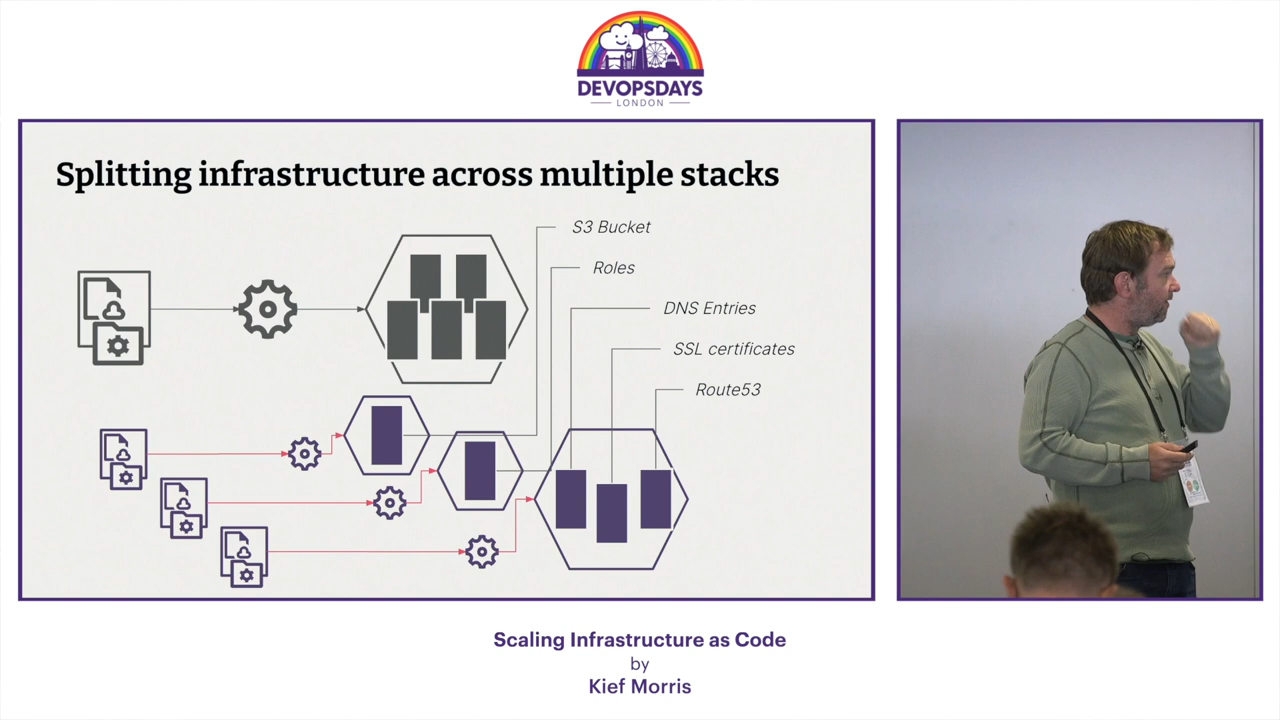 DEVOPSDAYS
LONDON
Splitting infrastructure across multiple stacks
S3 Bucket
Roles
DNS Entries
SSL certificates
Route53
Scaling Infrastructure as Code
by
Kief Morris